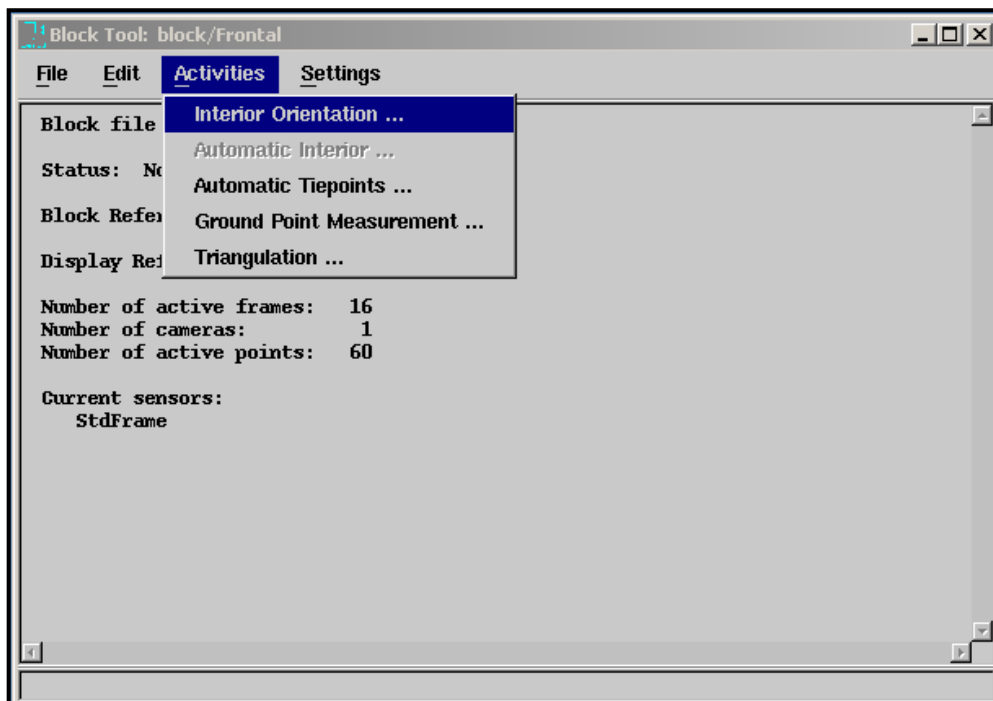 Block Tool: block/Frontal
File Edit Activities Settings
Interior Orientation ...
Automatic Interior ...
Automatic Tiepoints ...
Ground Point Measurement ...
Triangulation ...
Block file
Status:
Block
Display
Number of active frames: 16
Number of cameras: 1
Number of active points: 60
Current sensors:
StdFrame